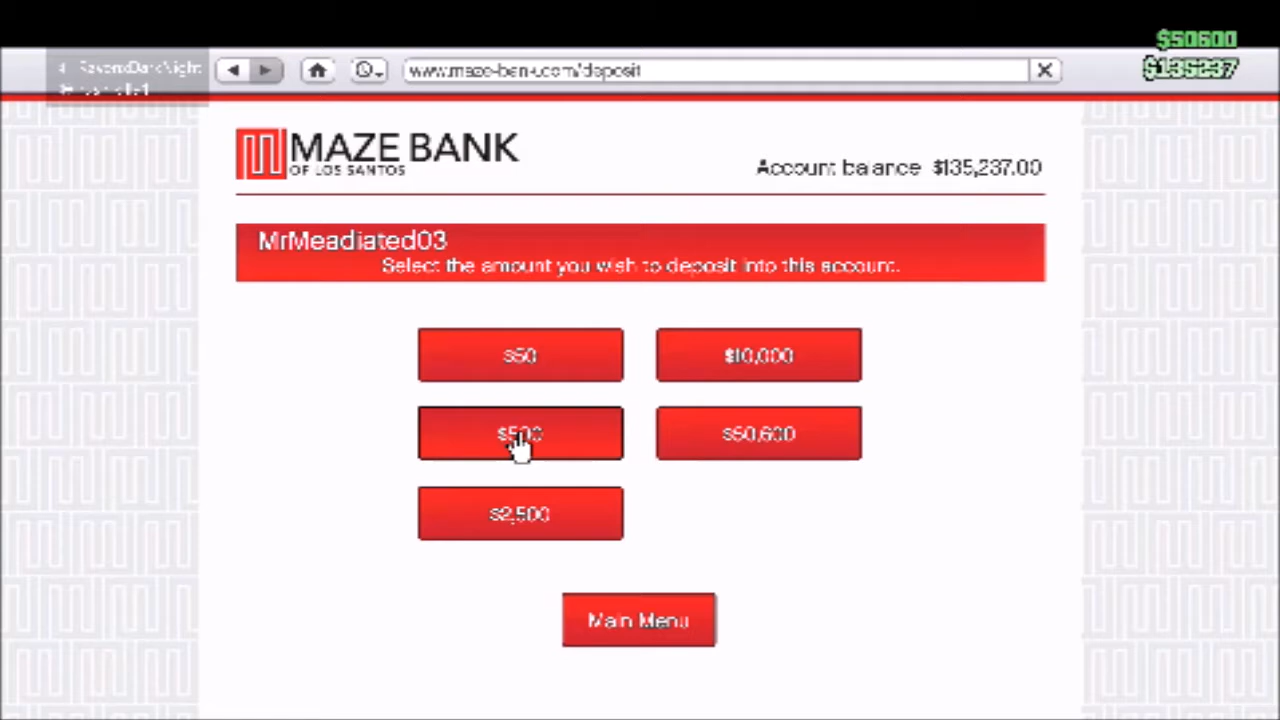 $50600
$135237
www.maze-bank.com/deposit
MAZE BANK
OF LOS SANTOS
Account balance $135,237.00
MrMeadiated03
Select the amount you wish to deposit into this account.
$50
$10,000
$500
$50,600
$2,500
Main Menu